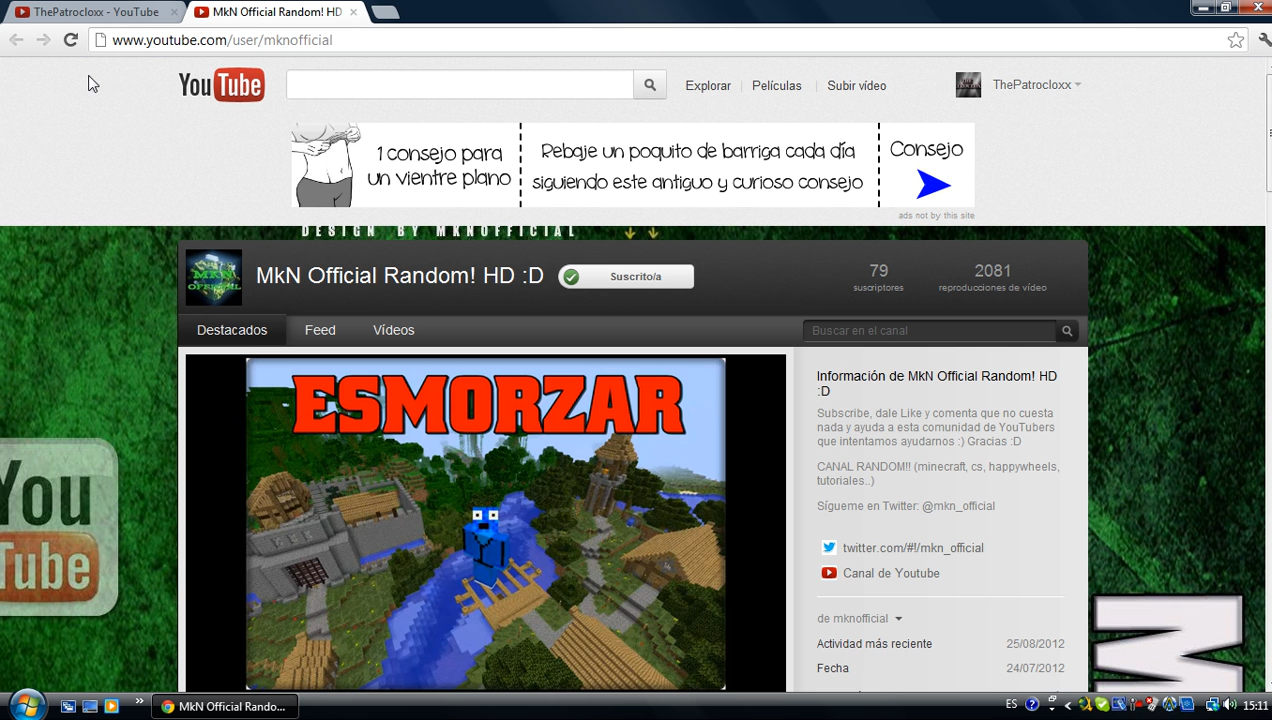 ThePatrocloxx - YouTube
MkN Official Random! HD
www.youtube.com/user/mknofficial
YouTube
Explorar
Películas
Subir vídeo
ThePatrocloxx
1 consejo para
un vientre plano
Rebaje un poquito de barriga cada día
siguiendo este antiguo y curioso consejo
Consejo
ads not by this site
DESIGN BY MKNOFFICIAL
MKN
OFFICIAL
MkN Official Random! HD :D
Suscrito/a
79
suscriptores
2081
reproducciones de vídeo
Destacados
Feed
Vídeos
Buscar en el canal
ESMORZAR
Información de MkN Official Random! HD
:D
Subscribe, dale Like y comenta que no cuesta
nada y ayuda a esta comunidad de YouTubers
que intentamos ayudarnos :) Gracias :D
CANAL RANDOM!! (minecraft, cs, happywheels,
tutoriales..)
Sígueme en Twitter: @mkn_official
twitter.com/#!/mkn_official
Canal de Youtube
de mknofficial
Actividad más reciente
25/08/2012
Fecha
24/07/2012
You
Tube
M
MkN Official Rando...
ES
15:11